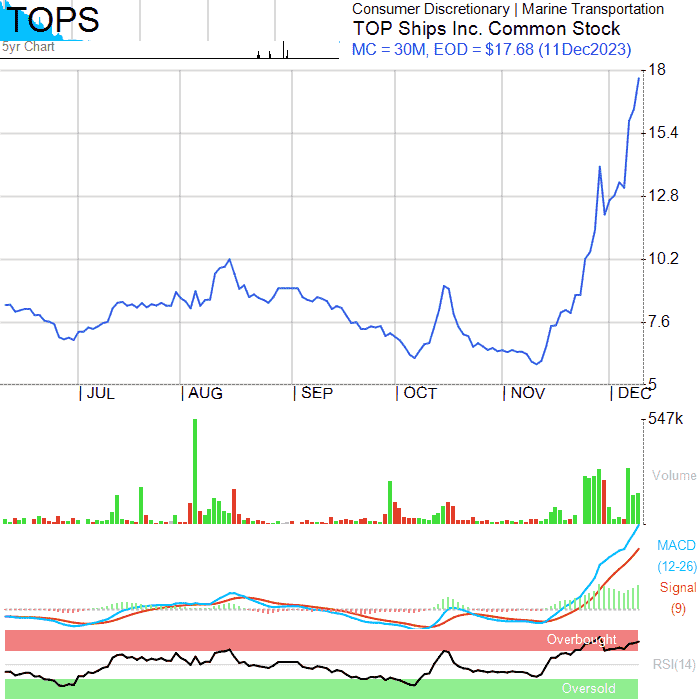 TOPS
5yr Chart
Consumer Discretionary | Marine Transportation
TOP Ships Inc. Common Stock
MC = 30M, EOD = $17.68 (11Dec2023)
18
15.4
12.8
10.2
7.6
5
| JUL | AUG | SEP | OCT | NOV | DEC
547k
Volume
MACD
(12-26)
Signal
(9)
Overbought
RSI(14)
Oversold